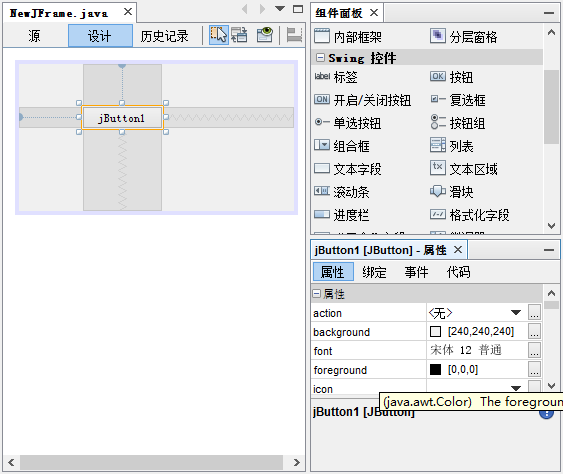 NewJFrame.java
源 设计 历史记录
jButton1
组件面板
内部框架 分层窗格
Swing 控件
标签 按钮
开启/关闭按钮 复选框
单选按钮 按钮组
组合框 列表
文本字段 文本区域
滚动条 滑块
进度栏 格式化字段
jButton1 [JButton] - 属性
属性 绑定 事件 代码
属性
action <无> ...
background [240,240,240] ...
font 宋体 12 普通 ...
foreground [0,0,0] ...
icon ...
(java.awt.Color) The foregroun
jButton1 [JButton]